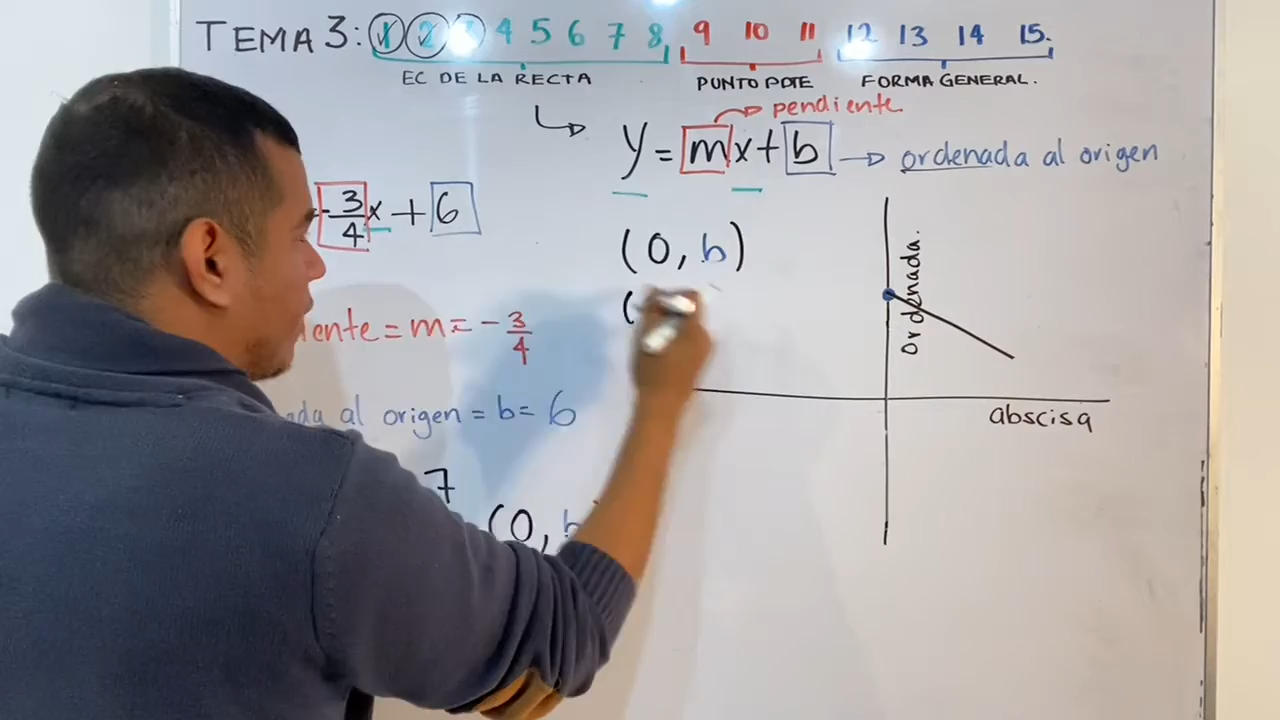 TEMA 3: 1 2 3 4 5 6 7 8, 9 10 11 12 13 14 15.
EC DE LA RECTA PUNTO PDTE FORMA GENERAL.
pendiente
y = mx + b → ordenada al origen
-3/4 x + 6
(0, b)
(
ordenada.
abscisa
iente = m = -3/4
ada al origen = b = 6
7
(0, b